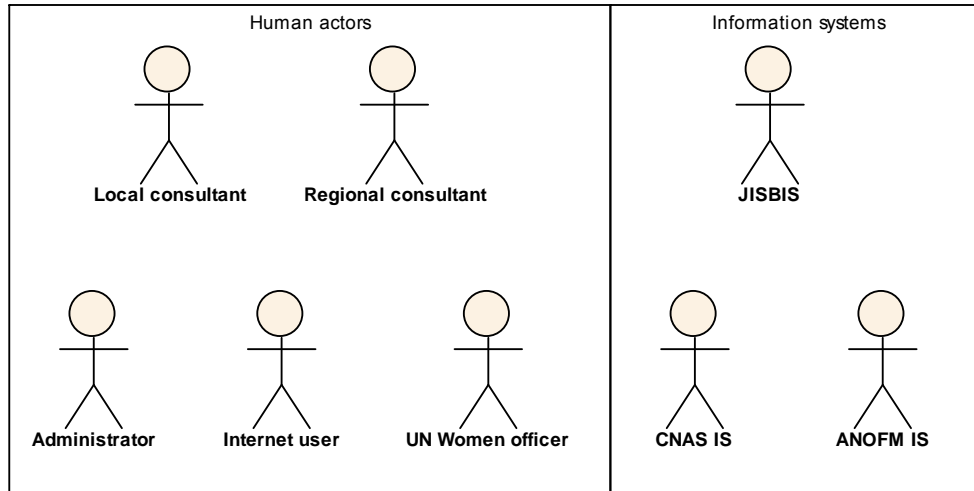 Human actors
Information systems
Local consultant
Regional consultant
JISBIS
Administrator
Internet user
UN Women officer
CNAS IS
ANOFM IS